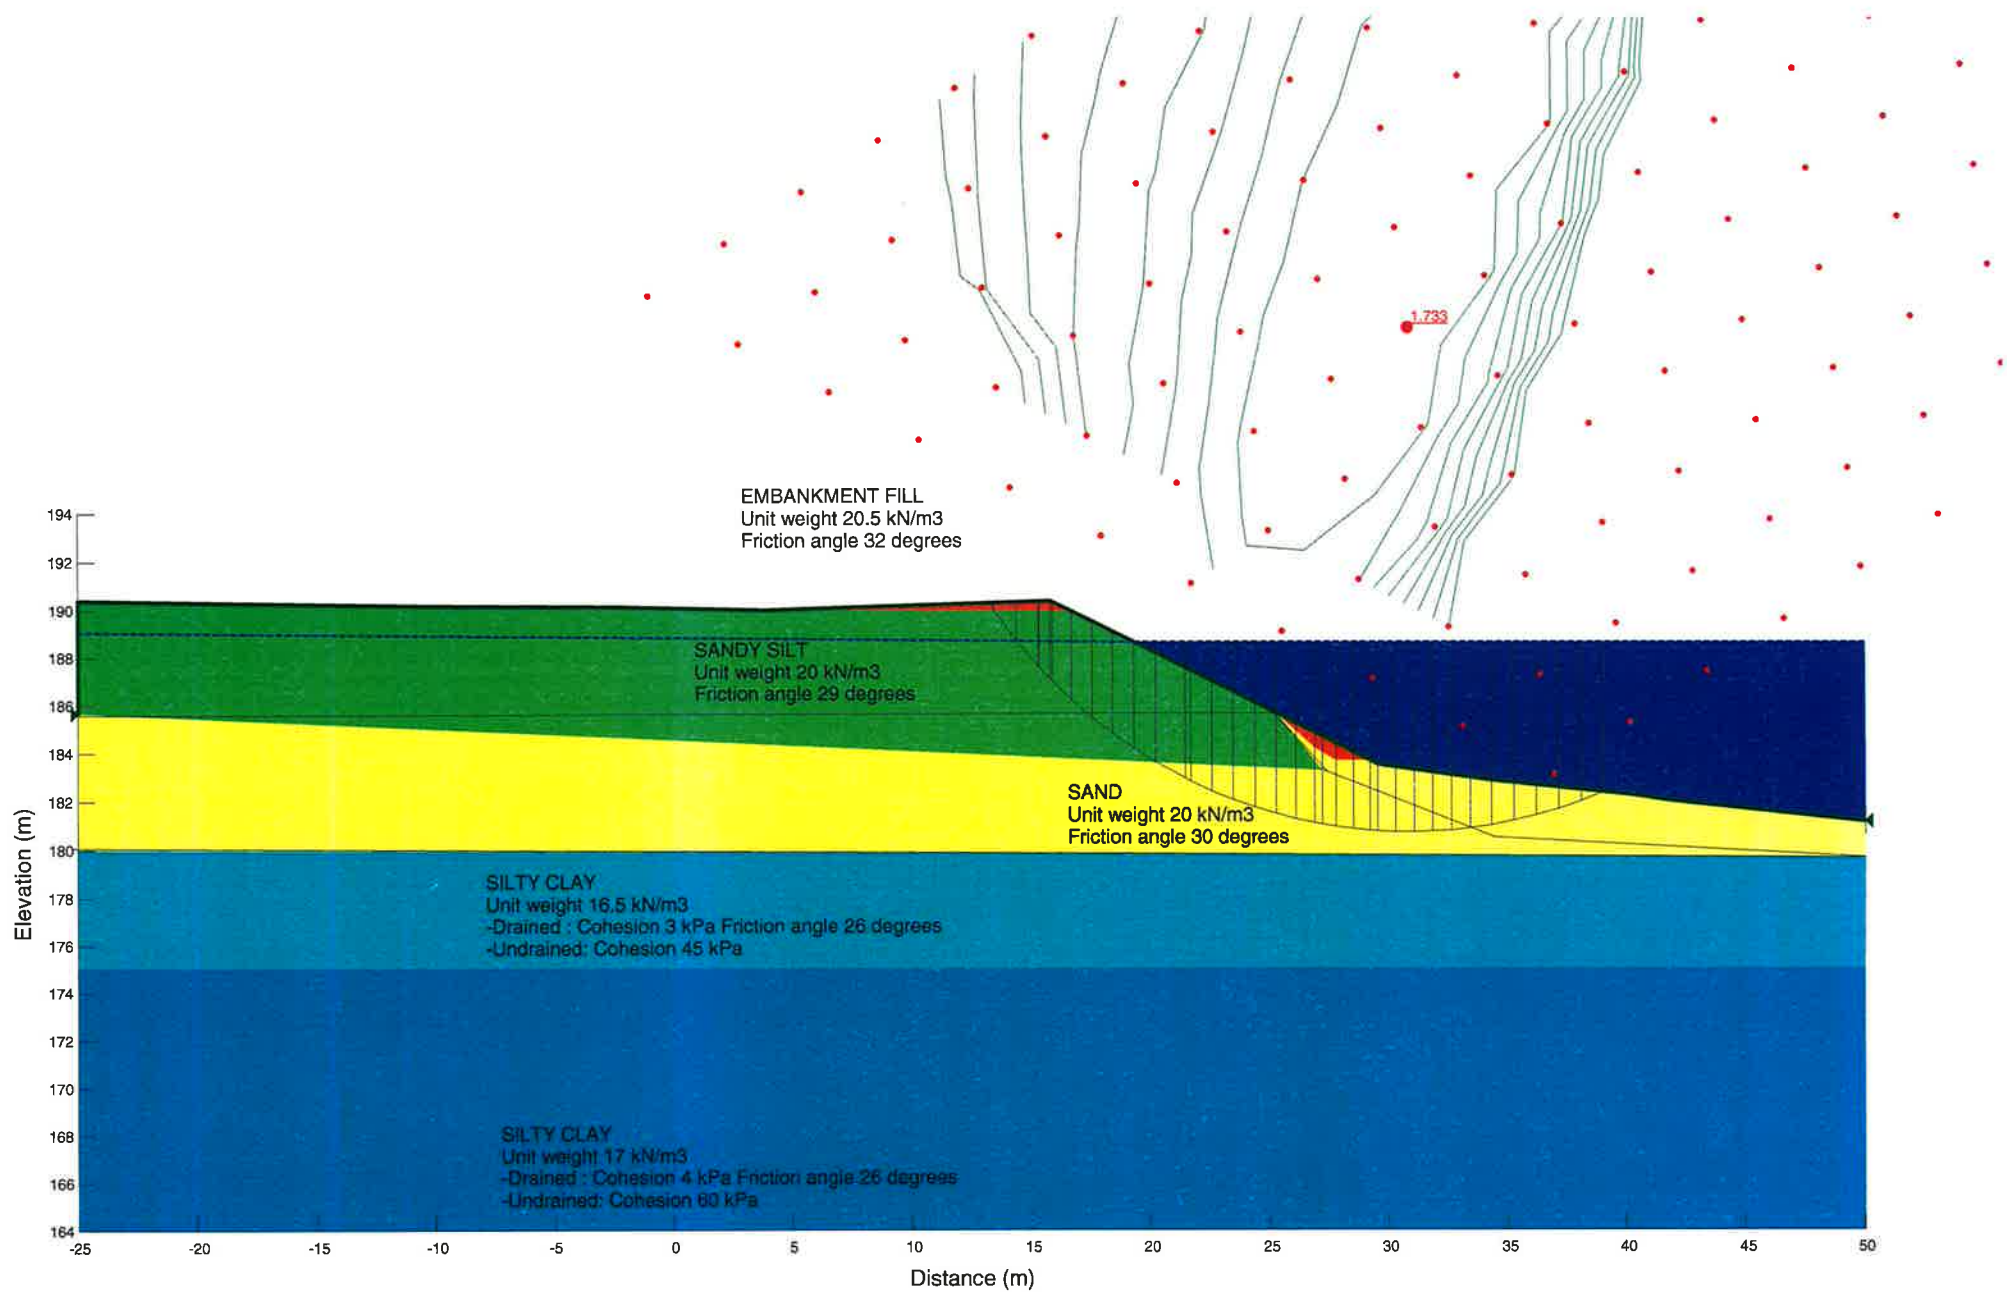 1.733
EMBANKMENT FILL
Unit weight 20.5 kN/m3
Friction angle 32 degrees
194
192
190
188
186
184
182
180
178
176
174
172
170
168
166
164
Elevation (m)
SANDY SILT
Unit weight 20 kN/m3
Friction angle 29 degrees
SAND
Unit weight 20 kN/m3
Friction angle 30 degrees
SILTY CLAY
Unit weight 16.5 kN/m3
-Drained : Cohesion 3 kPa Friction angle 26 degrees
-Undrained: Cohesion 45 kPa
SILTY CLAY
Unit weight 17 kN/m3
-Drained : Cohesion 4 kPa Friction angle 26 degrees
-Undrained: Cohesion 60 kPa
-25 -20 -15 -10 -5 0 5 10 15 20 25 30 35 40 45 50
Distance (m)